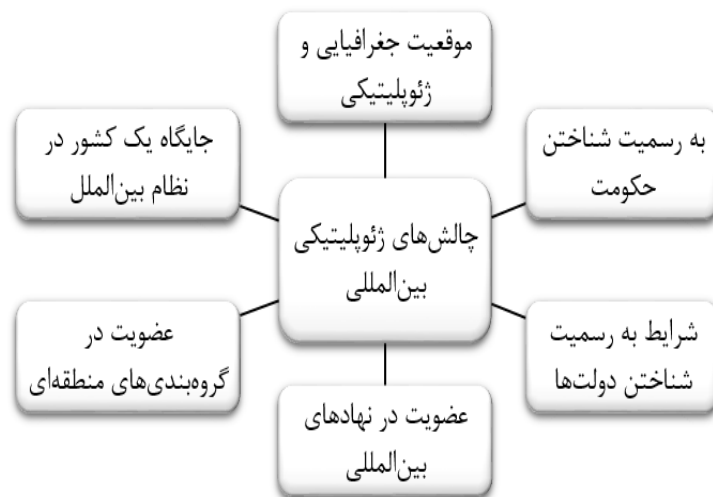 موقعیت جغرافیایی و
ژئوپلیتیکی
به رسمیت شناختن
حکومت
جایگاه یک کشور در
نظام بین‌الملل
چالش‌های ژئوپلیتیکی
بین‌المللی
شرایط به رسمیت
شناختن دولت‌ها
عضویت در
گروه‌بندی‌های منطقه‌ای
عضویت در نهادهای
بین‌المللی